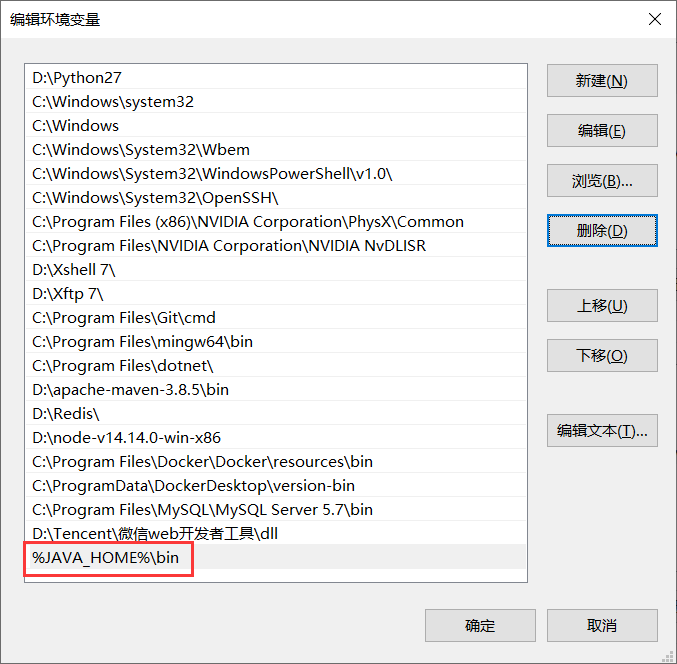 编辑环境变量
D:\Python27
C:\Windows\system32
C:\Windows
C:\Windows\System32\Wbem
C:\Windows\System32\WindowsPowerShell\v1.0\
C:\Windows\System32\OpenSSH\
C:\Program Files (x86)\NVIDIA Corporation\PhysX\Common
C:\Program Files\NVIDIA Corporation\NVIDIA NvDLISR
D:\Xshell 7\
D:\Xftp 7\
C:\Program Files\Git\cmd
C:\Program Files\mingw64\bin
C:\Program Files\dotnet\
D:\apache-maven-3.8.5\bin
D:\Redis\
D:\node-v14.14.0-win-x86
C:\Program Files\Docker\Docker\resources\bin
C:\ProgramData\DockerDesktop\version-bin
C:\Program Files\MySQL\MySQL Server 5.7\bin
D:\Tencent\微信web开发者工具\dll
%JAVA_HOME%\bin
新建(N)
编辑(E)
浏览(B)...
删除(D)
上移(U)
下移(O)
编辑文本(T)...
确定
取消